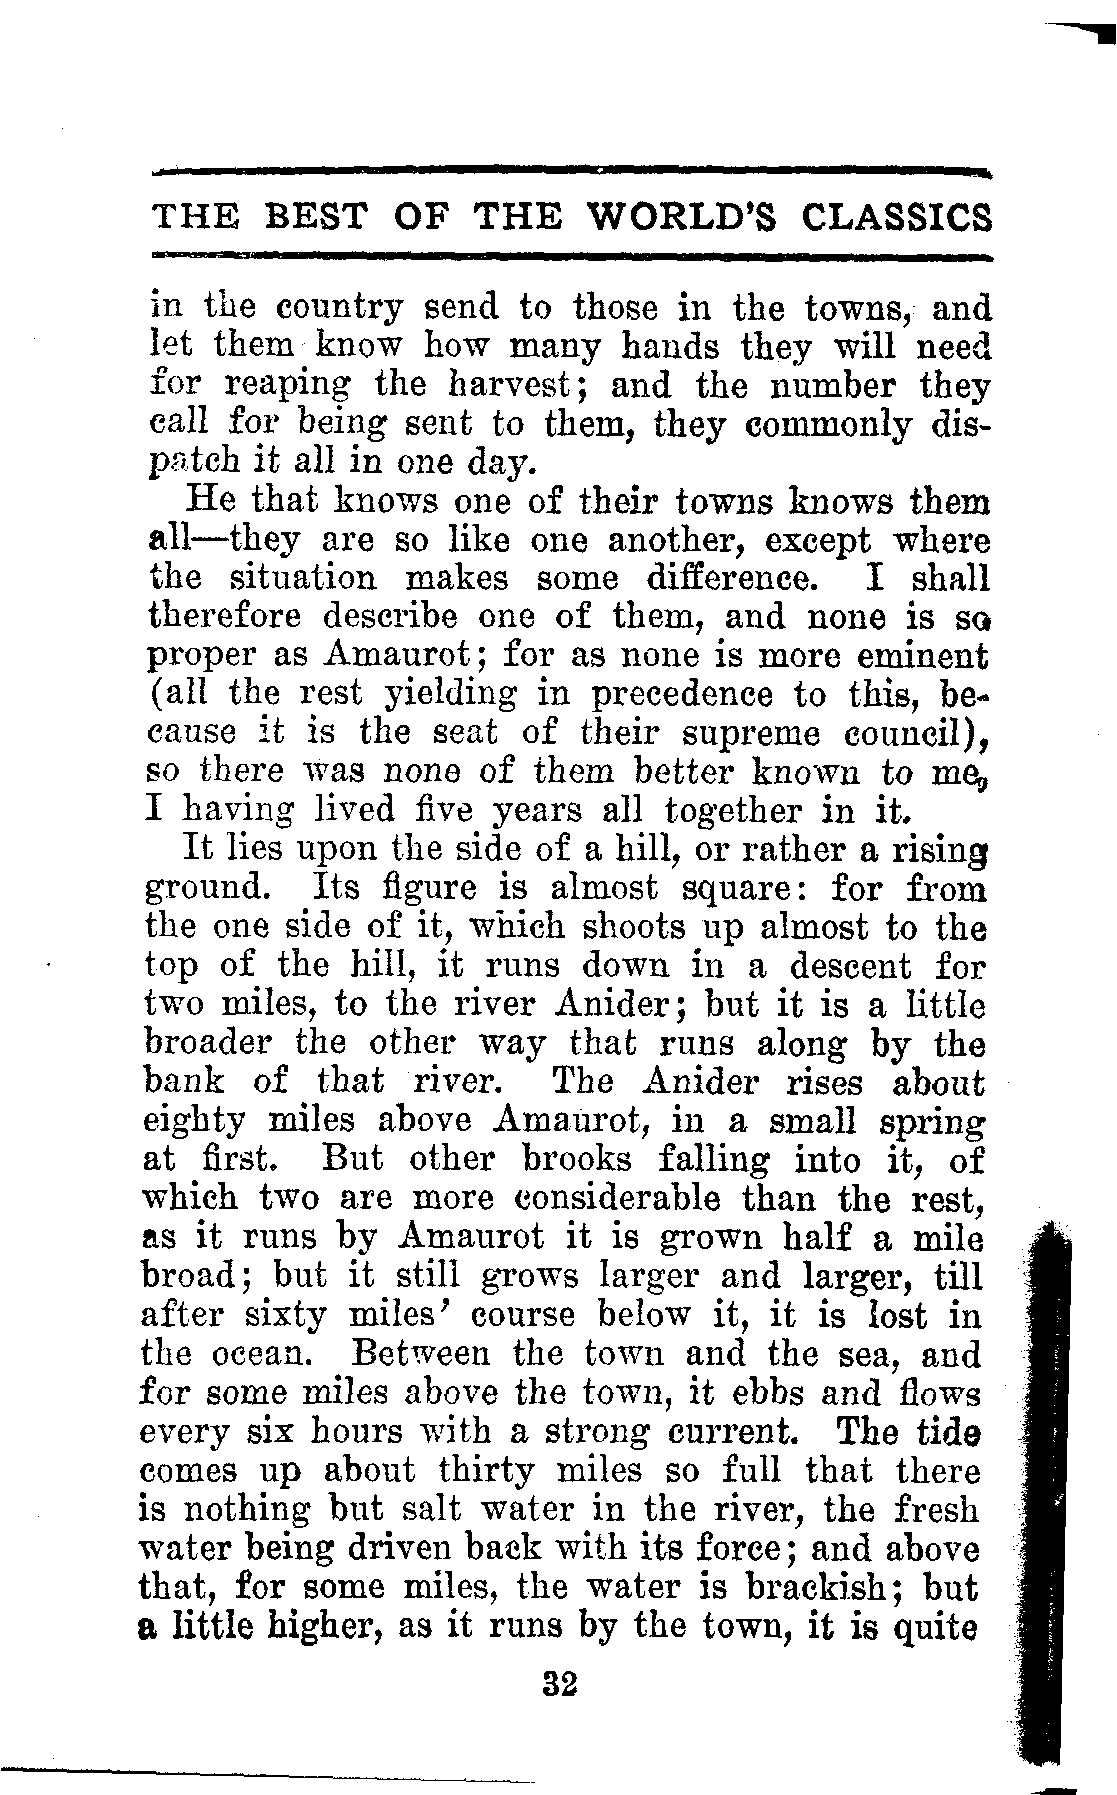 THE BEST OF THE WORLD'S CLASSICS
in the country send to those in the towns, and
let them know how many hands they will need
for reaping the harvest; and the number they
call for being sent to them, they commonly dis-
patch it all in one day.
He that knows one of their towns knows them
all—they are so like one another, except where
the situation makes some difference. I shall
therefore describe one of them, and none is so
proper as Amaurot; for as none is more eminent
(all the rest yielding in precedence to this, be-
cause it is the seat of their supreme council),
so there was none of them better known to me,
I having lived five years all together in it.
It lies upon the side of a hill, or rather a rising
ground. Its figure is almost square: for from
the one side of it, which shoots up almost to the
top of the hill, it runs down in a descent for
two miles, to the river Anider; but it is a little
broader the other way that runs along by the
bank of that river. The Anider rises about
eighty miles above Amaurot, in a small spring
at first. But other brooks falling into it, of
which two are more considerable than the rest,
as it runs by Amaurot it is grown half a mile
broad; but it still grows larger and larger, till
after sixty miles' course below it, it is lost in
the ocean. Between the town and the sea, and
for some miles above the town, it ebbs and flows
every six hours with a strong current. The tide
comes up about thirty miles so full that there
is nothing but salt water in the river, the fresh
water being driven back with its force; and above
that, for some miles, the water is brackish; but
a little higher, as it runs by the town, it is quite
32